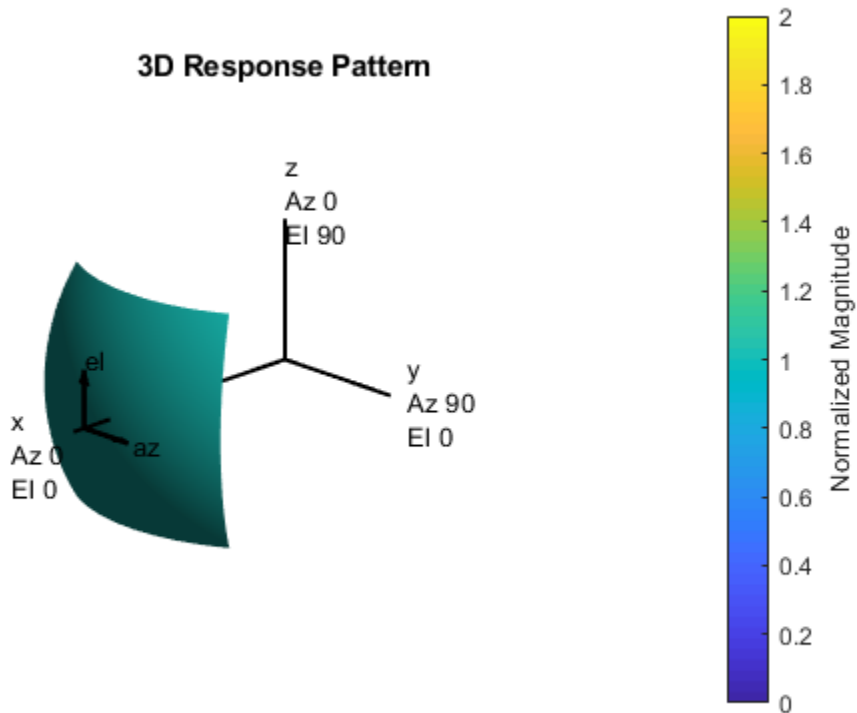 3D Response Pattern
z
Az 0
El 90
el
az
x
Az 0
El 0
y
Az 90
El 0
2
1.8
1.6
1.4
1.2
1
0.8
0.6
0.4
0.2
0
Normalized Magnitude